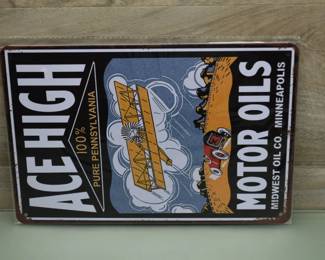 ACE HIGH
100%
PURE PENNSYLVANIA
MOTOR OILS
MIDWEST OIL CO. MINNEAPOLIS